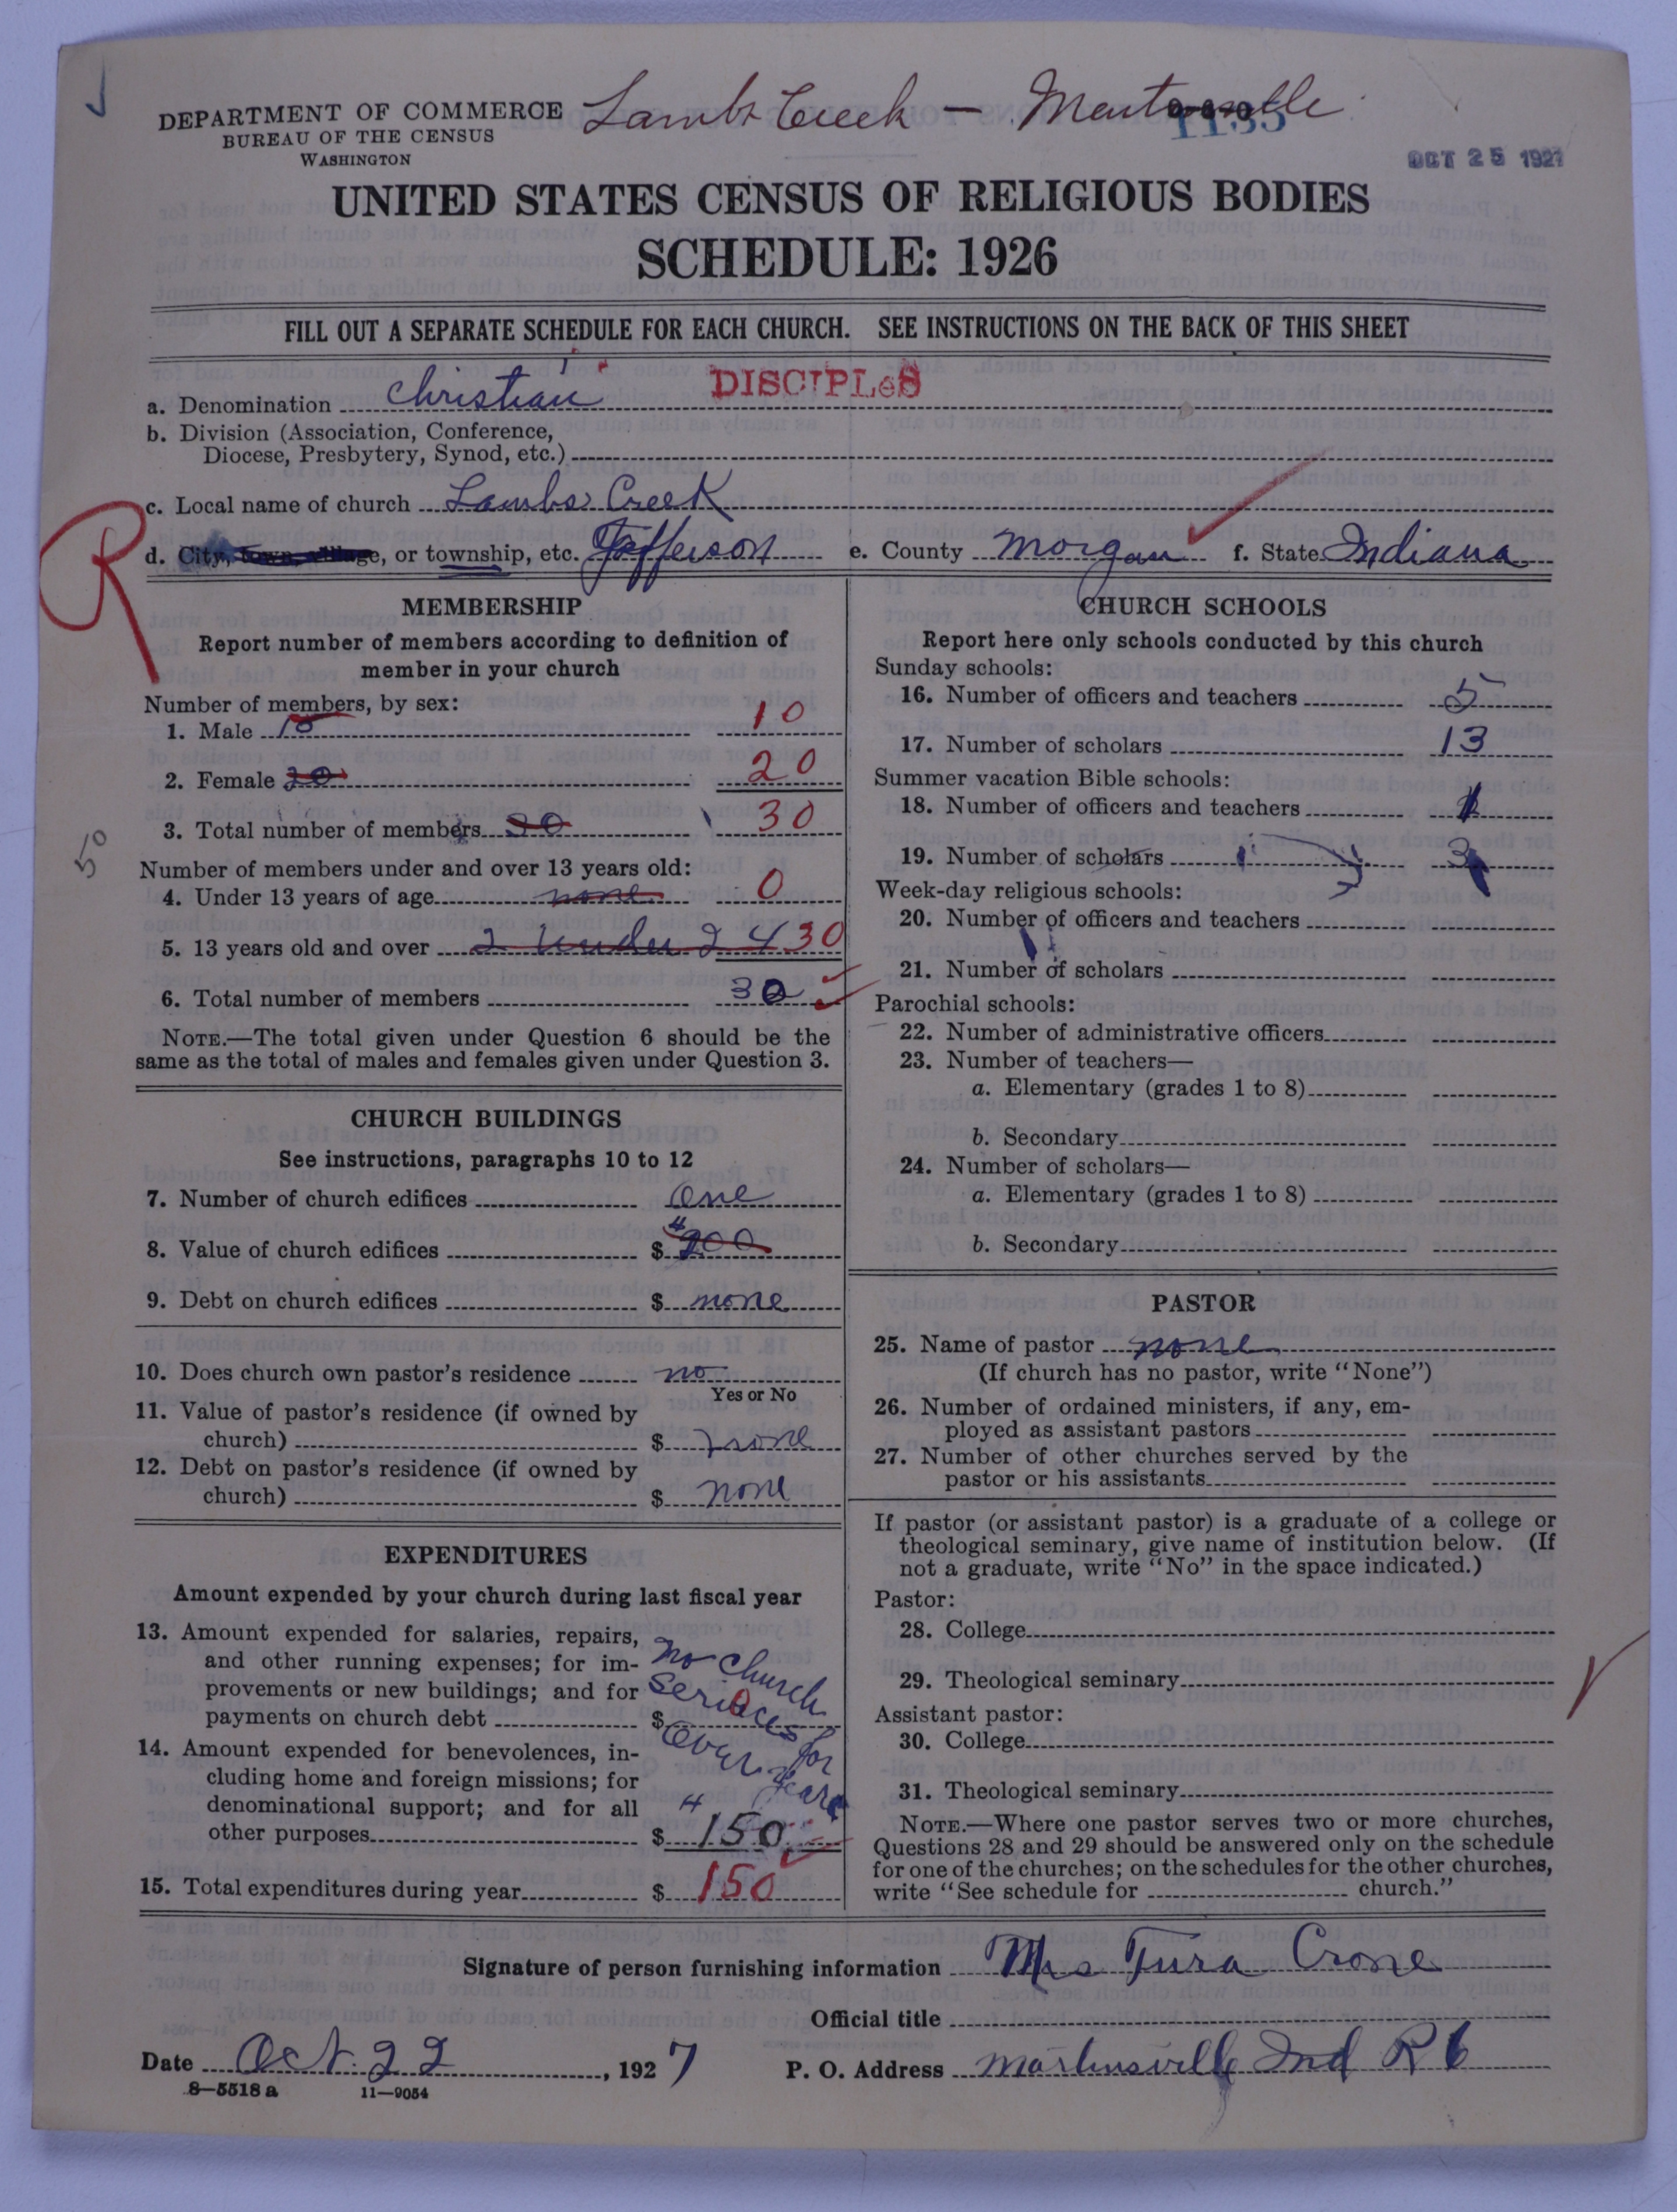 DEPARTMENT OF COMMERCE
BUREAU OF THE CENSUS
WASHINGTON
Lambs Creek —
1135
OCT 25 1927
UNITED STATES CENSUS OF RELIGIOUS BODIES
SCHEDULE: 1926
FILL OUT A SEPARATE SCHEDULE FOR EACH CHURCH. SEE INSTRUCTIONS ON THE BACK OF THIS SHEET
a. Denomination Christian DISCIPLeS
b. Division (Association, Conference,
Diocese, Presbytery, Synod, etc.)
c. Local name of church Lambs Creek
R
d. City, town, village, or township, etc. Jefferson e. County Morgan f. State Indiana
MEMBERSHIP
Report number of members according to definition of
member in your church
Number of members, by sex:
1. Male 10 10
2. Female 20 20
3. Total number of members 30 30
50
Number of members under and over 13 years old:
4. Under 13 years of age none 0
5. 13 years old and over 2 under 24 30
6. Total number of members 30
NOTE.—The total given under Question 6 should be the
same as the total of males and females given under Question 3.
CHURCH BUILDINGS
See instructions, paragraphs 10 to 12
7. Number of church edifices one
8. Value of church edifices $ 200
9. Debt on church edifices $ none
10. Does church own pastor's residence no
Yes or No
11. Value of pastor's residence (if owned by
church) $ none
12. Debt on pastor's residence (if owned by
church) $ none
EXPENDITURES
Amount expended by your church during last fiscal year
13. Amount expended for salaries, repairs,
and other running expenses; for im-
provements or new buildings; and for
payments on church debt $ 0
no church
services for
over years
14. Amount expended for benevolences, in-
cluding home and foreign missions; for
denominational support; and for all
other purposes $ 150
15. Total expenditures during year $ 150
CHURCH SCHOOLS
Report here only schools conducted by this church
Sunday schools:
16. Number of officers and teachers 5
17. Number of scholars 13
Summer vacation Bible schools:
18. Number of officers and teachers
19. Number of scholars 3
Week-day religious schools:
20. Number of officers and teachers
21. Number of scholars
Parochial schools:
22. Number of administrative officers
23. Number of teachers—
a. Elementary (grades 1 to 8)
b. Secondary
24. Number of scholars—
a. Elementary (grades 1 to 8)
b. Secondary
PASTOR
25. Name of pastor none
(If church has no pastor, write "None")
26. Number of ordained ministers, if any, em-
ployed as assistant pastors
27. Number of other churches served by the
pastor or his assistants
If pastor (or assistant pastor) is a graduate of a college or
theological seminary, give name of institution below. (If
not a graduate, write "No" in the space indicated.)
Pastor:
28. College
29. Theological seminary
Assistant pastor:
30. College
31. Theological seminary
NOTE.—Where one pastor serves two or more churches,
Questions 28 and 29 should be answered only on the schedule
for one of the churches; on the schedules for the other churches,
write "See schedule for church."
Signature of person furnishing information Mrs Tura Crone
Official title
Date Oct. 22, 1927 P. O. Address Martinsville Ind R 6
8—5518 a 11—9054